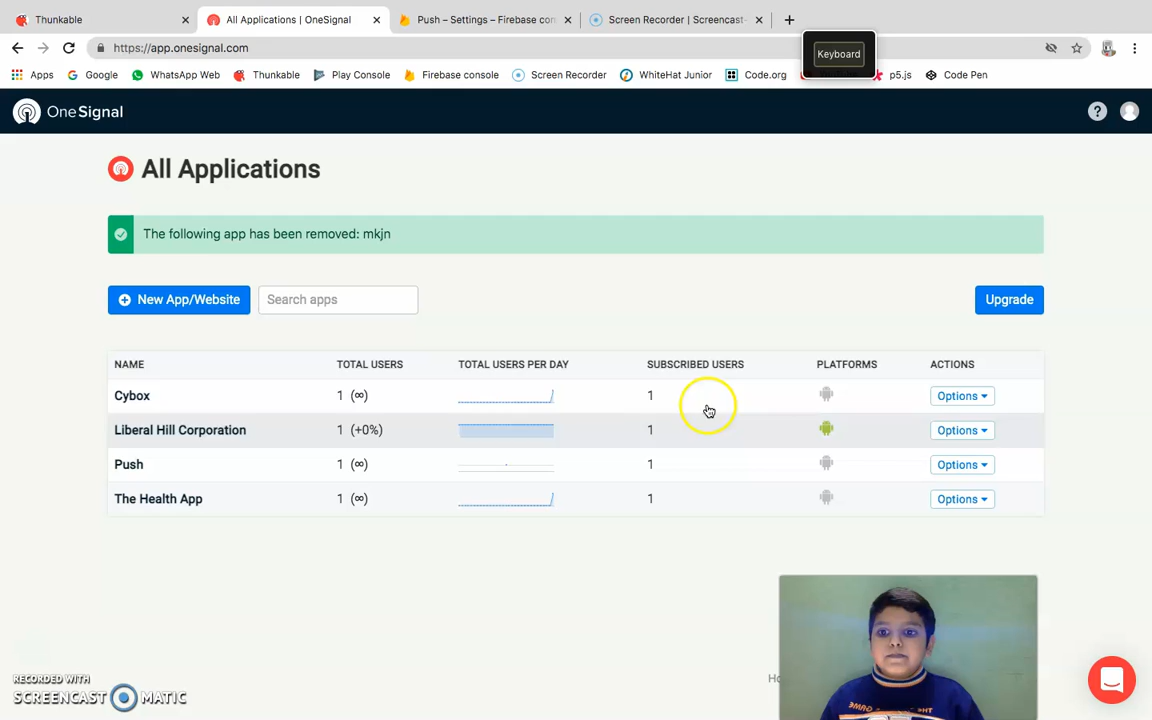 Thunkable
All Applications | OneSignal
Push – Settings – Firebase con
Screen Recorder | Screencast-
https://app.onesignal.com
Keyboard
Apps
Google
WhatsApp Web
Thunkable
Play Console
Firebase console
Screen Recorder
WhiteHat Junior
Code.org
p5.js
Code Pen
OneSignal
?
All Applications
The following app has been removed: mkjn
New App/Website
Search apps
Upgrade
NAME TOTAL USERS TOTAL USERS PER DAY SUBSCRIBED USERS PLATFORMS ACTIONS
Cybox 1 (∞) 1 Options
Liberal Hill Corporation 1 (+0%) 1 Options
Push 1 (∞) 1 Options
The Health App 1 (∞) 1 Options
RECORDED WITH
SCREENCAST MATIC